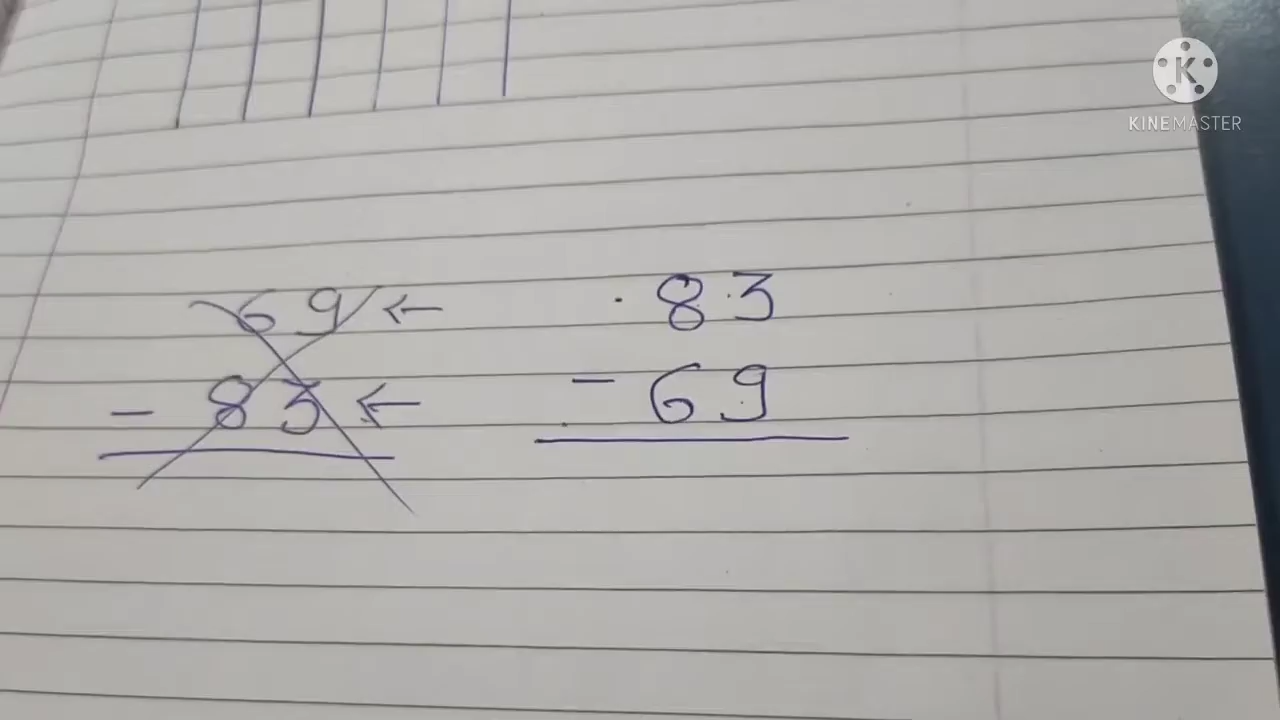 K
KINEMASTER
69 ← 83
- 83 ← - 69